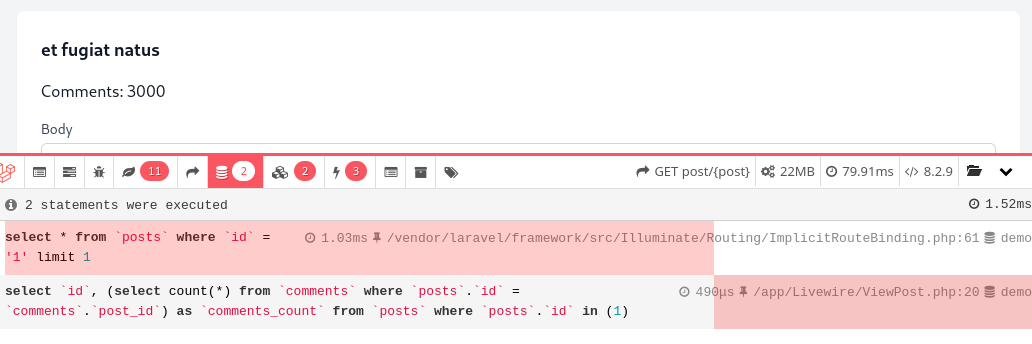 et fugiat natus
Comments: 3000
Body
11 2 2 3 GET post/{post} 22MB 79.91ms 8.2.9
2 statements were executed 1.52ms
select * from `posts` where `id` = 1.03ms /vendor/laravel/framework/src/Illuminate/Routing/ImplicitRouteBinding.php:61 demo
'1' limit 1
select `id`, (select count(*) from `comments` where `posts`.`id` = 490µs /app/Livewire/ViewPost.php:20 demo
`comments`.`post_id`) as `comments_count` from `posts` where `posts`.`id` in (1)